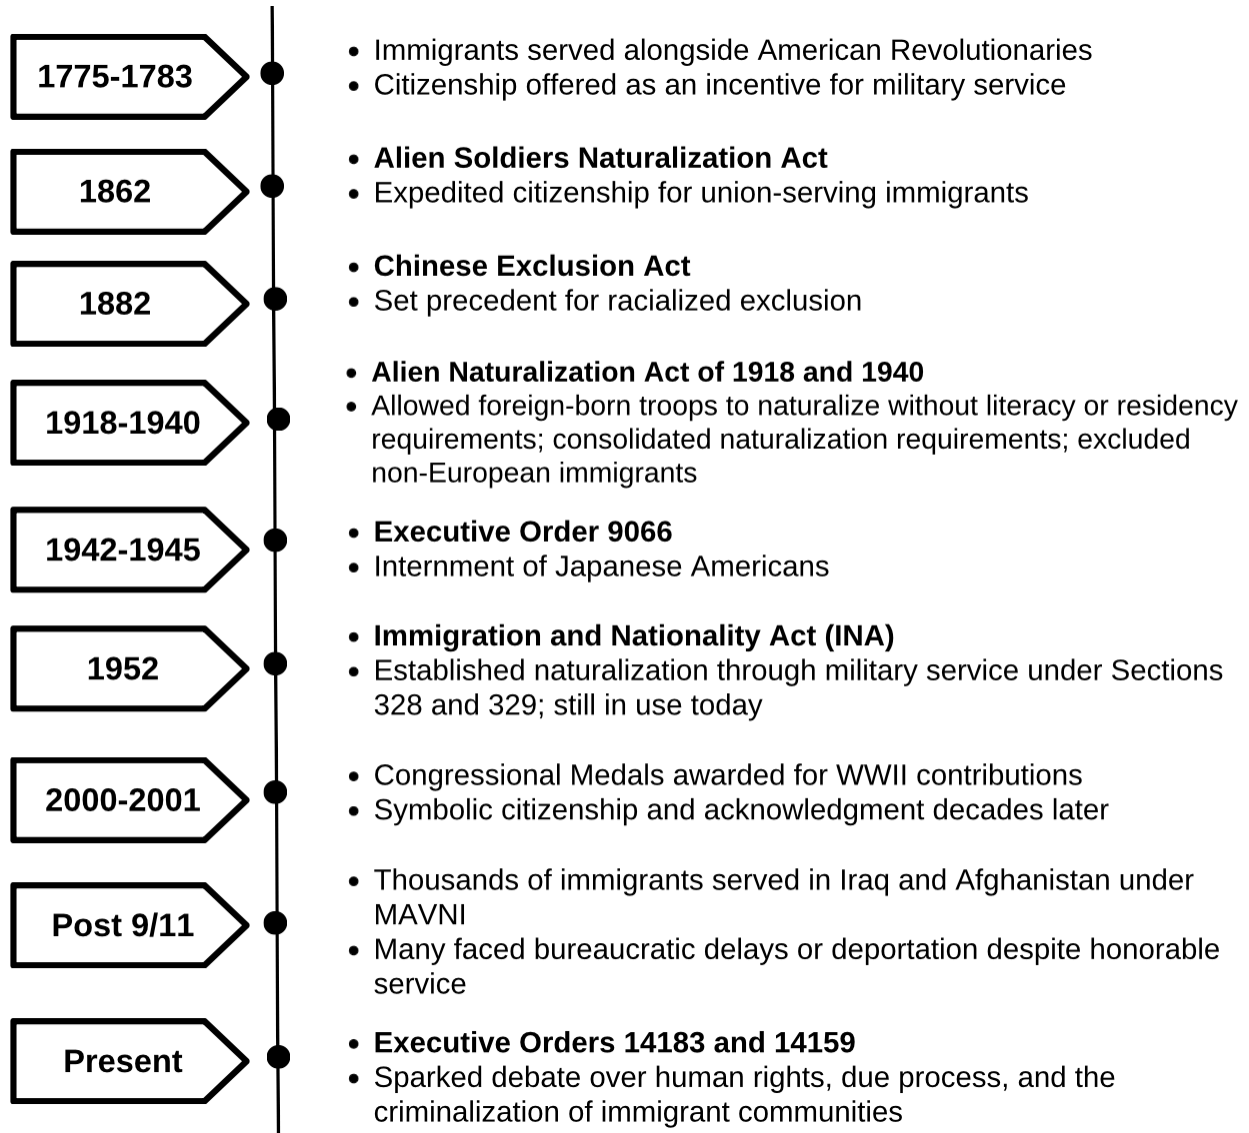 1775-1783
• Immigrants served alongside American Revolutionaries
• Citizenship offered as an incentive for military service
1862
• Alien Soldiers Naturalization Act
• Expedited citizenship for union-serving immigrants
1882
• Chinese Exclusion Act
• Set precedent for racialized exclusion
1918-1940
• Alien Naturalization Act of 1918 and 1940
• Allowed foreign-born troops to naturalize without literacy or residency
requirements; consolidated naturalization requirements; excluded
non-European immigrants
1942-1945
• Executive Order 9066
• Internment of Japanese Americans
1952
• Immigration and Nationality Act (INA)
• Established naturalization through military service under Sections
328 and 329; still in use today
2000-2001
• Congressional Medals awarded for WWII contributions
• Symbolic citizenship and acknowledgment decades later
Post 9/11
• Thousands of immigrants served in Iraq and Afghanistan under
MAVNI
• Many faced bureaucratic delays or deportation despite honorable
service
Present
• Executive Orders 14183 and 14159
• Sparked debate over human rights, due process, and the
criminalization of immigrant communities